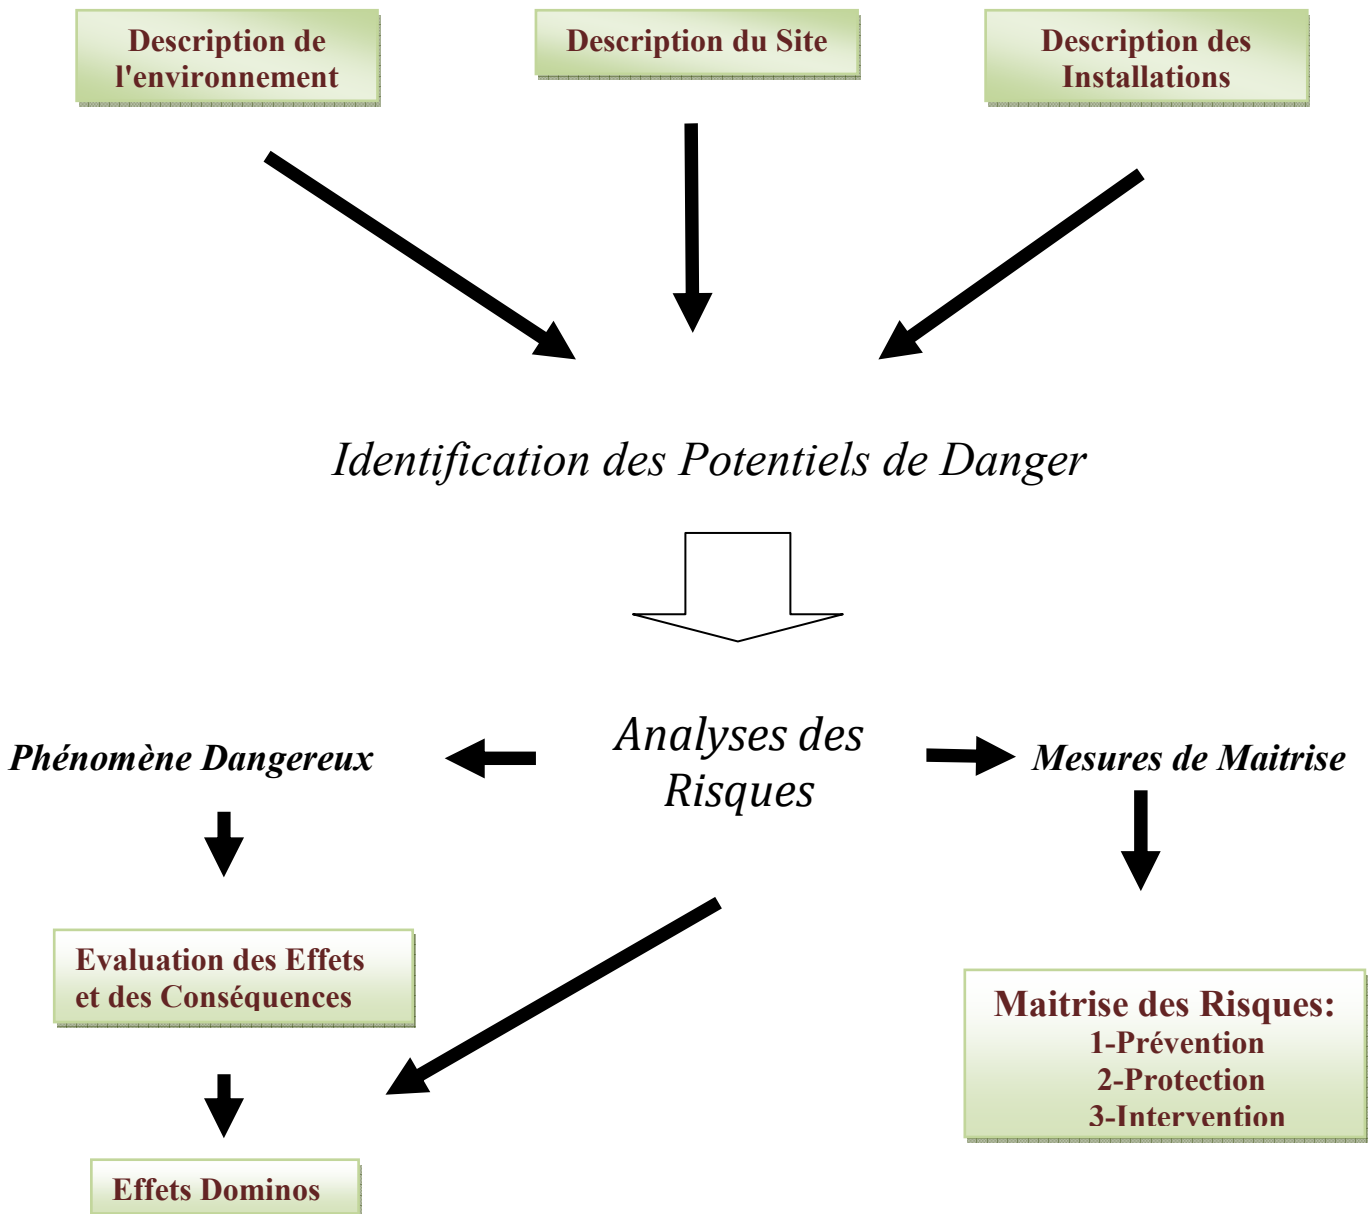 Description de
l'environnement
Description du Site
Description des
Installations
Identification des Potentiels de Danger
Analyses des
Risques
Phénomène Dangereux
Mesures de Maitrise
Evaluation des Effets
et des Conséquences
Maitrise des Risques:
1-Prévention
2-Protection
3-Intervention
Effets Dominos